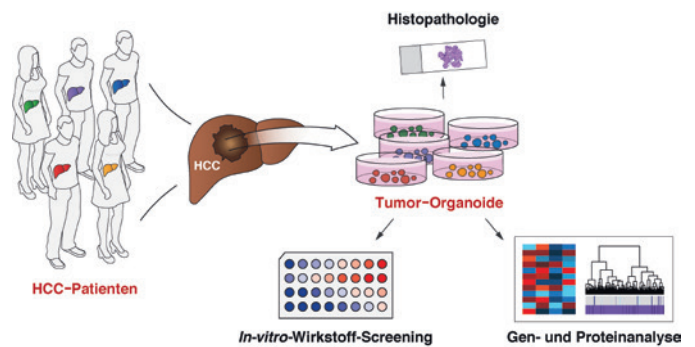 Histopathologie
HCC
Tumor-Organoide
HCC-Patienten
In-vitro-Wirkstoff-Screening
Gen- und Proteinanalyse